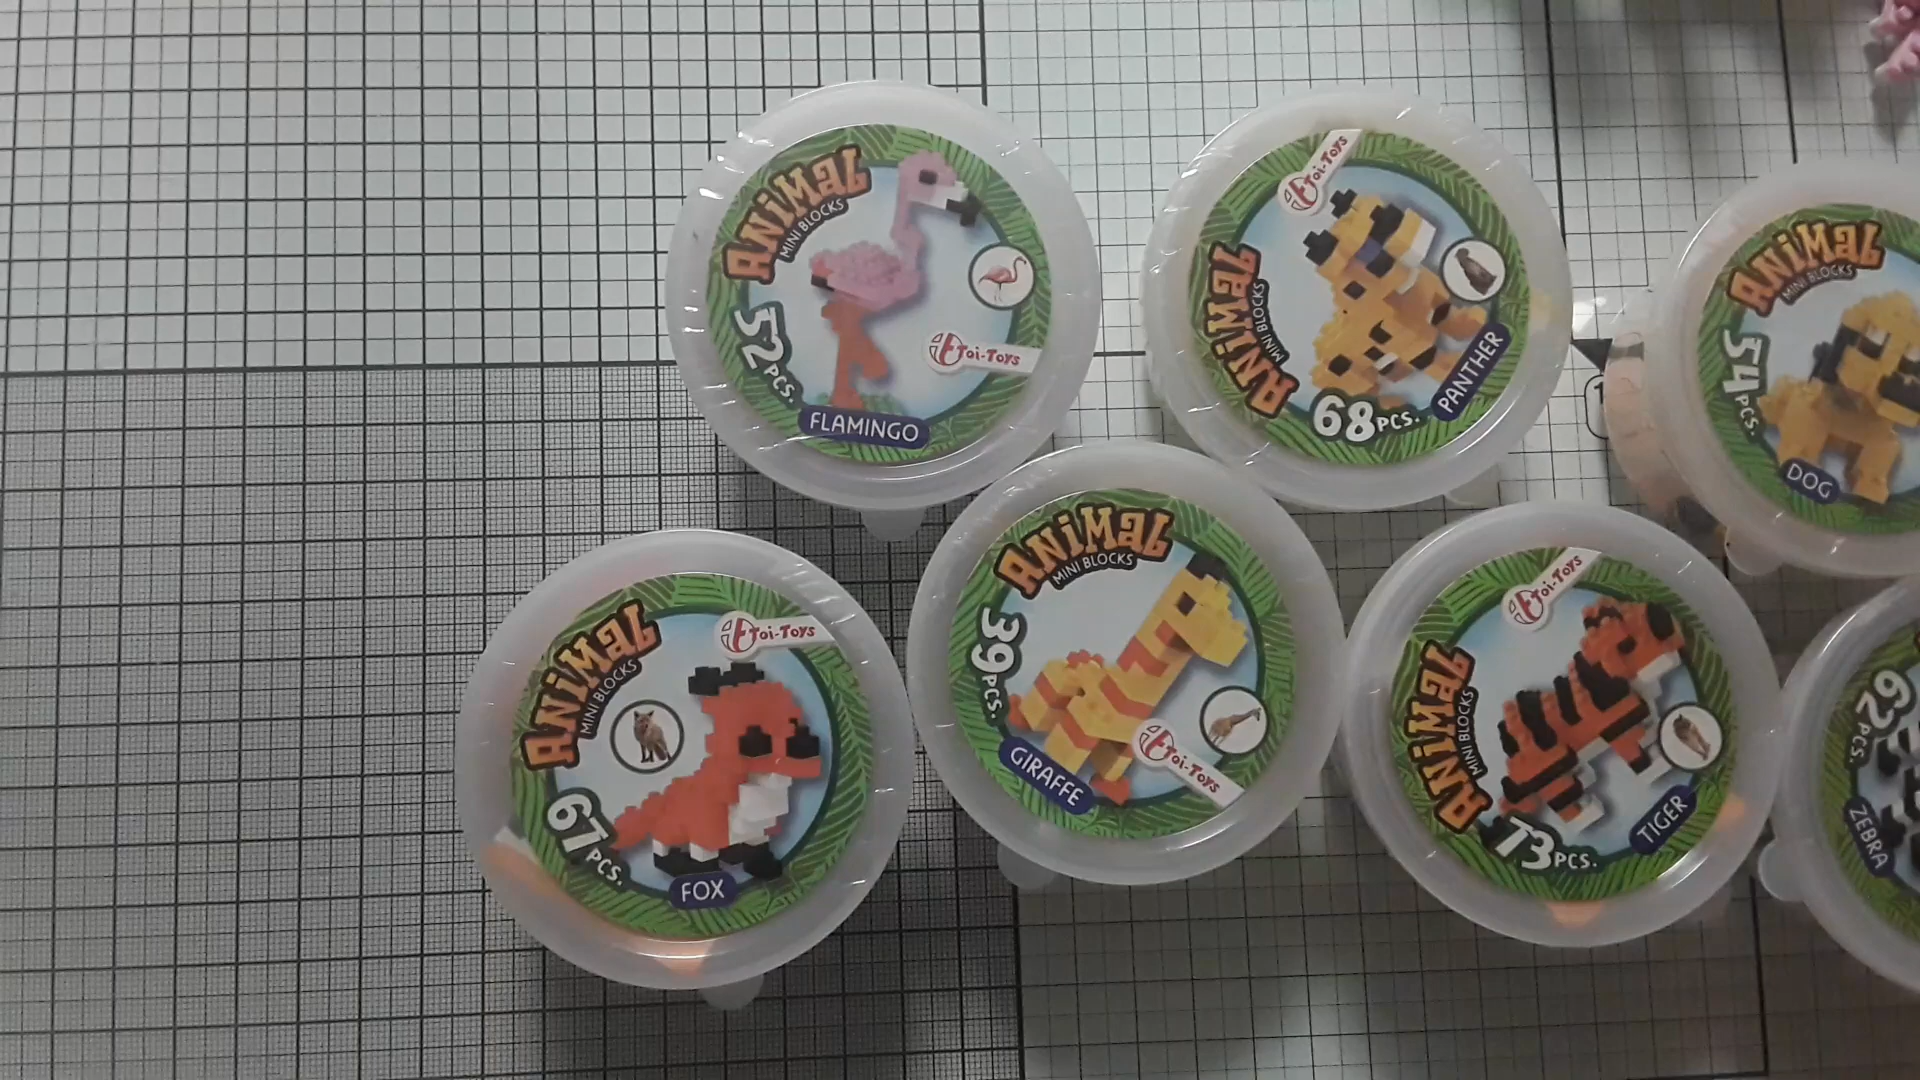 ANIMAL
MINI BLOCKS
52 PCS.
Toi-Toys
FLAMINGO
Toi-Toys
ANIMAL
MINI BLOCKS
68 PCS.
PANTHER
ANIMAL
MINI BLOCKS
54 PCS.
DOG
ANIMAL
MINI BLOCKS
Toi-Toys
67 PCS.
FOX
ANIMAL
MINI BLOCKS
39 PCS.
GIRAFFE
Toi-Toys
Toi-Toys
ANIMAL
MINI BLOCKS
73 PCS.
TIGER
62 PCS.
ZEBRA